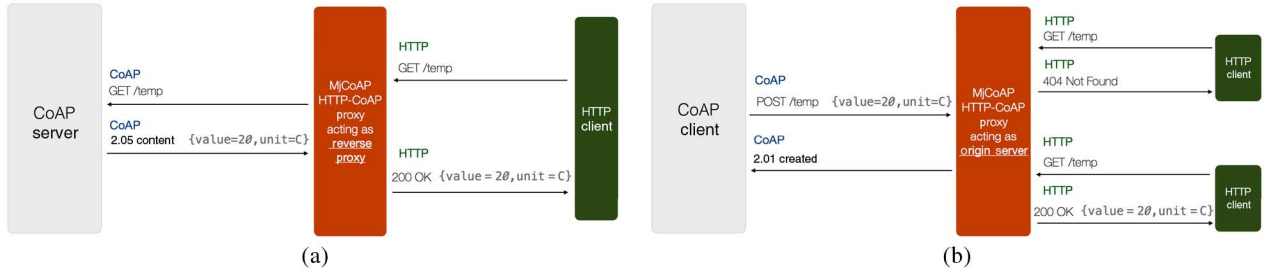 CoAP
server
CoAP
GET /temp
CoAP
2.05 content {value=20,unit=C}
MjCoAP
HTTP-CoAP
proxy
acting as
reverse
proxy
HTTP
GET /temp
HTTP
200 OK {value = 20,unit = C}
HTTP
client
(a)
CoAP
client
CoAP
POST /temp {value=20,unit=C}
CoAP
2.01 created
MjCoAP
HTTP-CoAP
proxy
acting as
origin server
HTTP
GET /temp
HTTP
404 Not Found
HTTP
client
HTTP
GET /temp
HTTP
200 OK {value = 20,unit = C}
HTTP
client
(b)